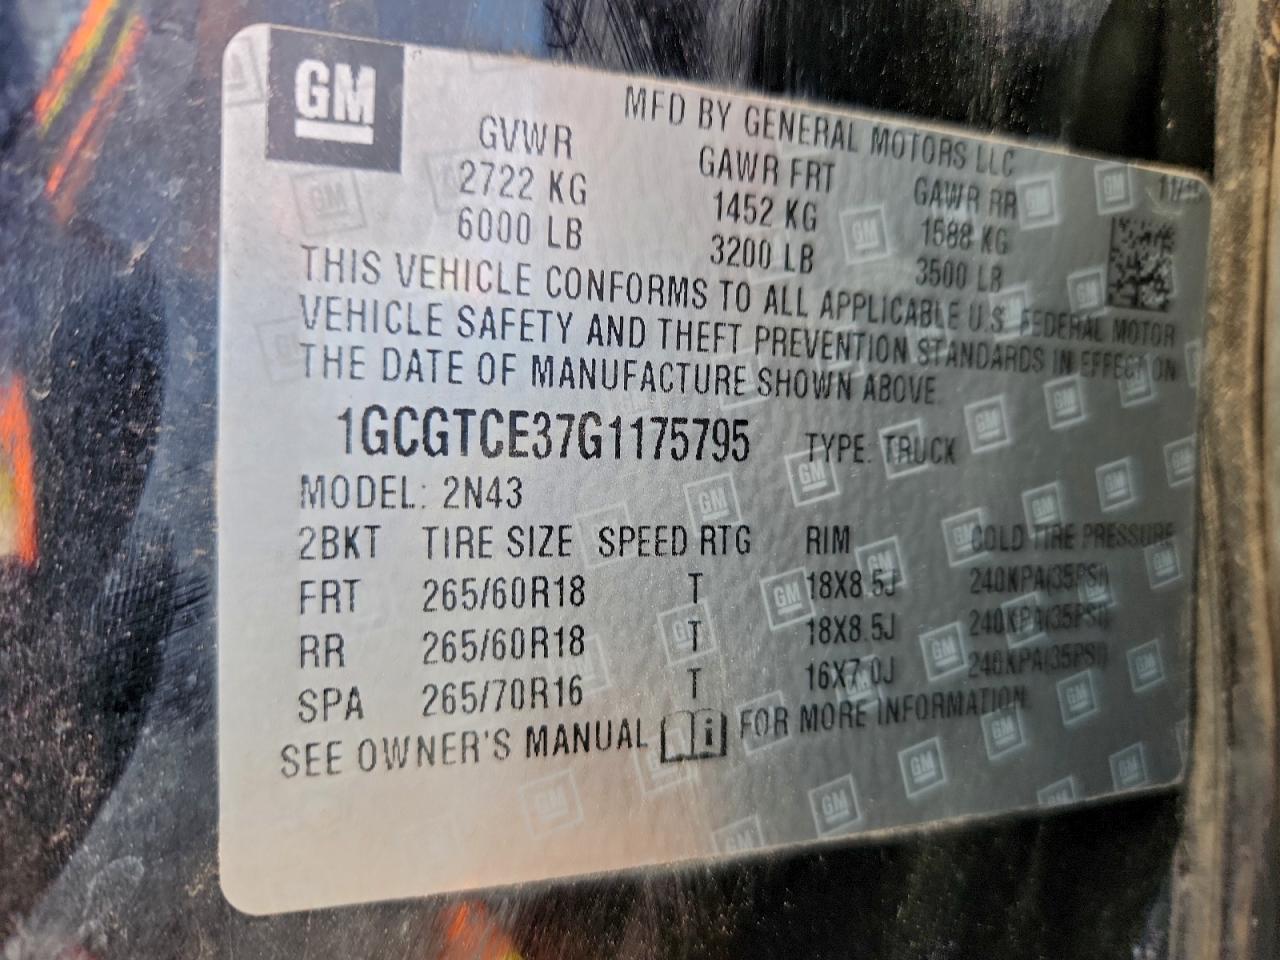 GM
MFD BY GENERAL MOTORS LLC
GVWR GAWR FRT GAWR RR
2722 KG 1452 KG 1588 KG
6000 LB 3200 LB 3500 LB
THIS VEHICLE CONFORMS TO ALL APPLICABLE U.S. FEDERAL MOTOR
VEHICLE SAFETY AND THEFT PREVENTION STANDARDS IN EFFECT ON
THE DATE OF MANUFACTURE SHOWN ABOVE.
1GCGTCE37G1175795 TYPE: TRUCK
MODEL: 2N43
2BKT TIRE SIZE SPEED RTG RIM COLD TIRE PRESSURE
FRT 265/60R18 T 18X8.5J 240KPA(35PSI)
RR 265/60R18 T 18X8.5J 240KPA(35PSI)
SPA 265/70R16 T 16X7.0J 240KPA(35PSI)
SEE OWNER'S MANUAL FOR MORE INFORMATION